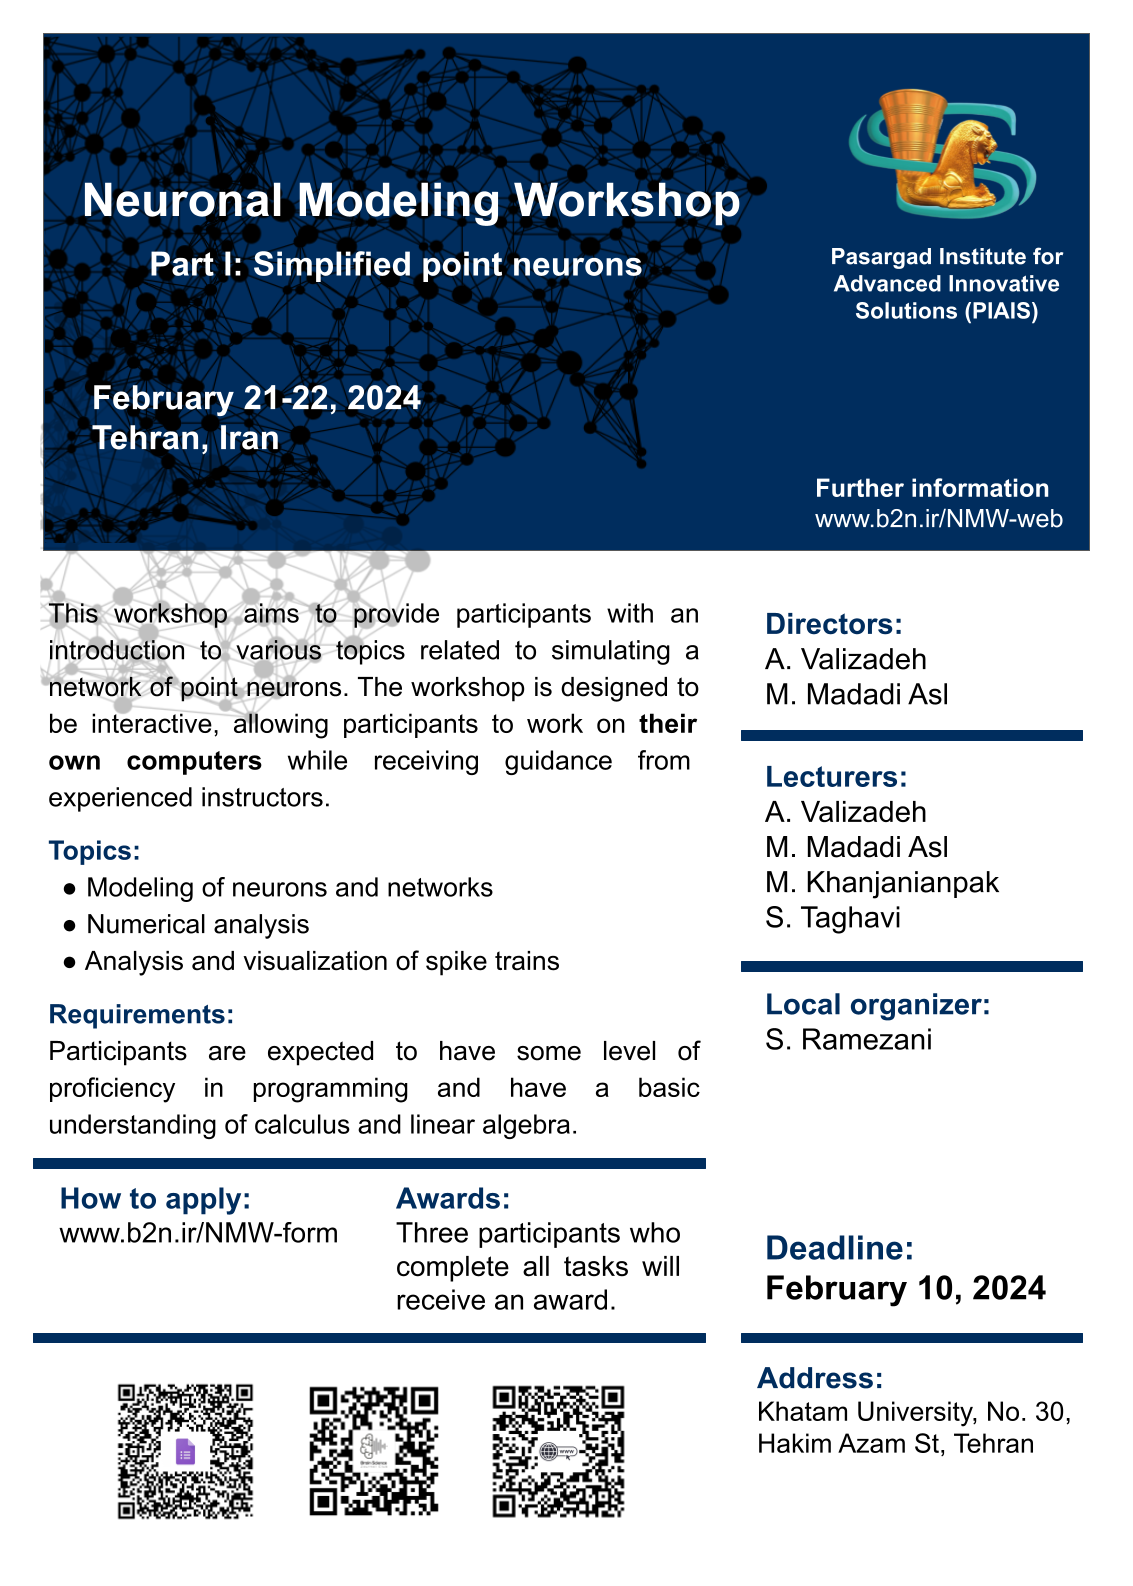 Neuronal Modeling Workshop
Part I: Simplified point neurons
February 21-22, 2024
Tehran, Iran
Pasargad Institute for
Advanced Innovative
Solutions (PIAIS)
Further information
www.b2n.ir/NMW-web
This workshop aims to provide participants with an
introduction to various topics related to simulating a
network of point neurons. The workshop is designed to
be interactive, allowing participants to work on their
own computers while receiving guidance from
experienced instructors.
Topics:
● Modeling of neurons and networks
● Numerical analysis
● Analysis and visualization of spike trains
Requirements:
Participants are expected to have some level of
proficiency in programming and have a basic
understanding of calculus and linear algebra.
How to apply:
www.b2n.ir/NMW-form
Awards:
Three participants who
complete all tasks will
receive an award.
Directors:
A. Valizadeh
M. Madadi Asl
Lecturers:
A. Valizadeh
M. Madadi Asl
M. Khanjanianpak
S. Taghavi
Local organizer:
S. Ramezani
Deadline:
February 10, 2024
Address:
Khatam University, No. 30,
Hakim Azam St, Tehran
Brain Science
www